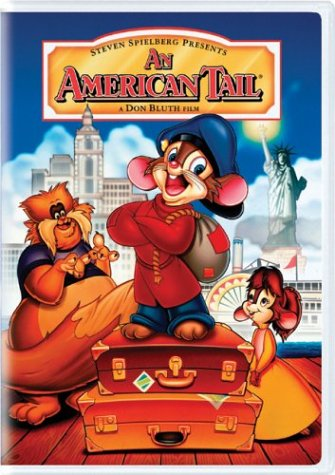 STEVEN SPIELBERG PRESENTS
AN
AMERICAN TAIL®
A DON BLUTH FILM